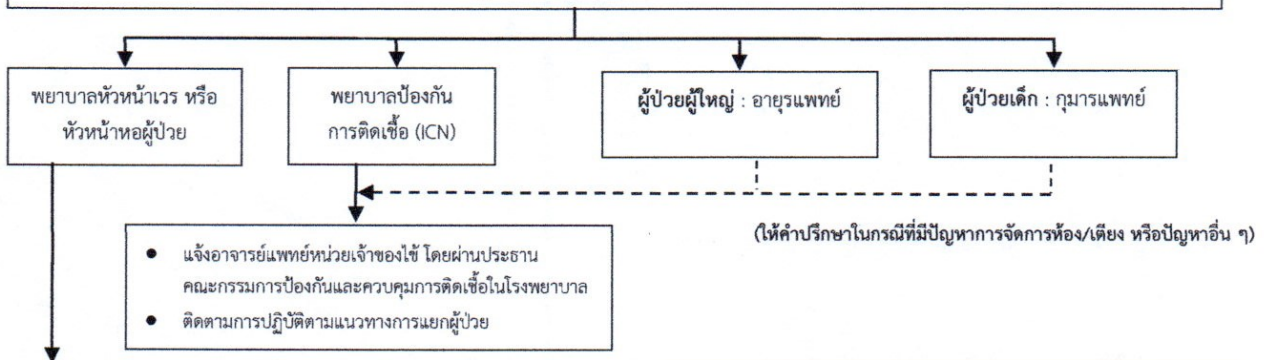 พยาบาลหัวหน้าเวร หรือ
หัวหน้าหอผู้ป่วย
พยาบาลป้องกัน
การติดเชื้อ (ICN)
ผู้ป่วยผู้ใหญ่ : อายุรแพทย์
ผู้ป่วยเด็ก : กุมารแพทย์
(ให้คำปรึกษาในกรณีที่มีปัญหาการจัดการห้อง/เตียง หรือปัญหาอื่น ๆ)
● แจ้งอาจารย์แพทย์หน่วยเจ้าของไข้ โดยผ่านประธาน
คณะกรรมการป้องกันและควบคุมการติดเชื้อในโรงพยาบาล
● ติดตามการปฏิบัติตามแนวทางการแยกผู้ป่วย